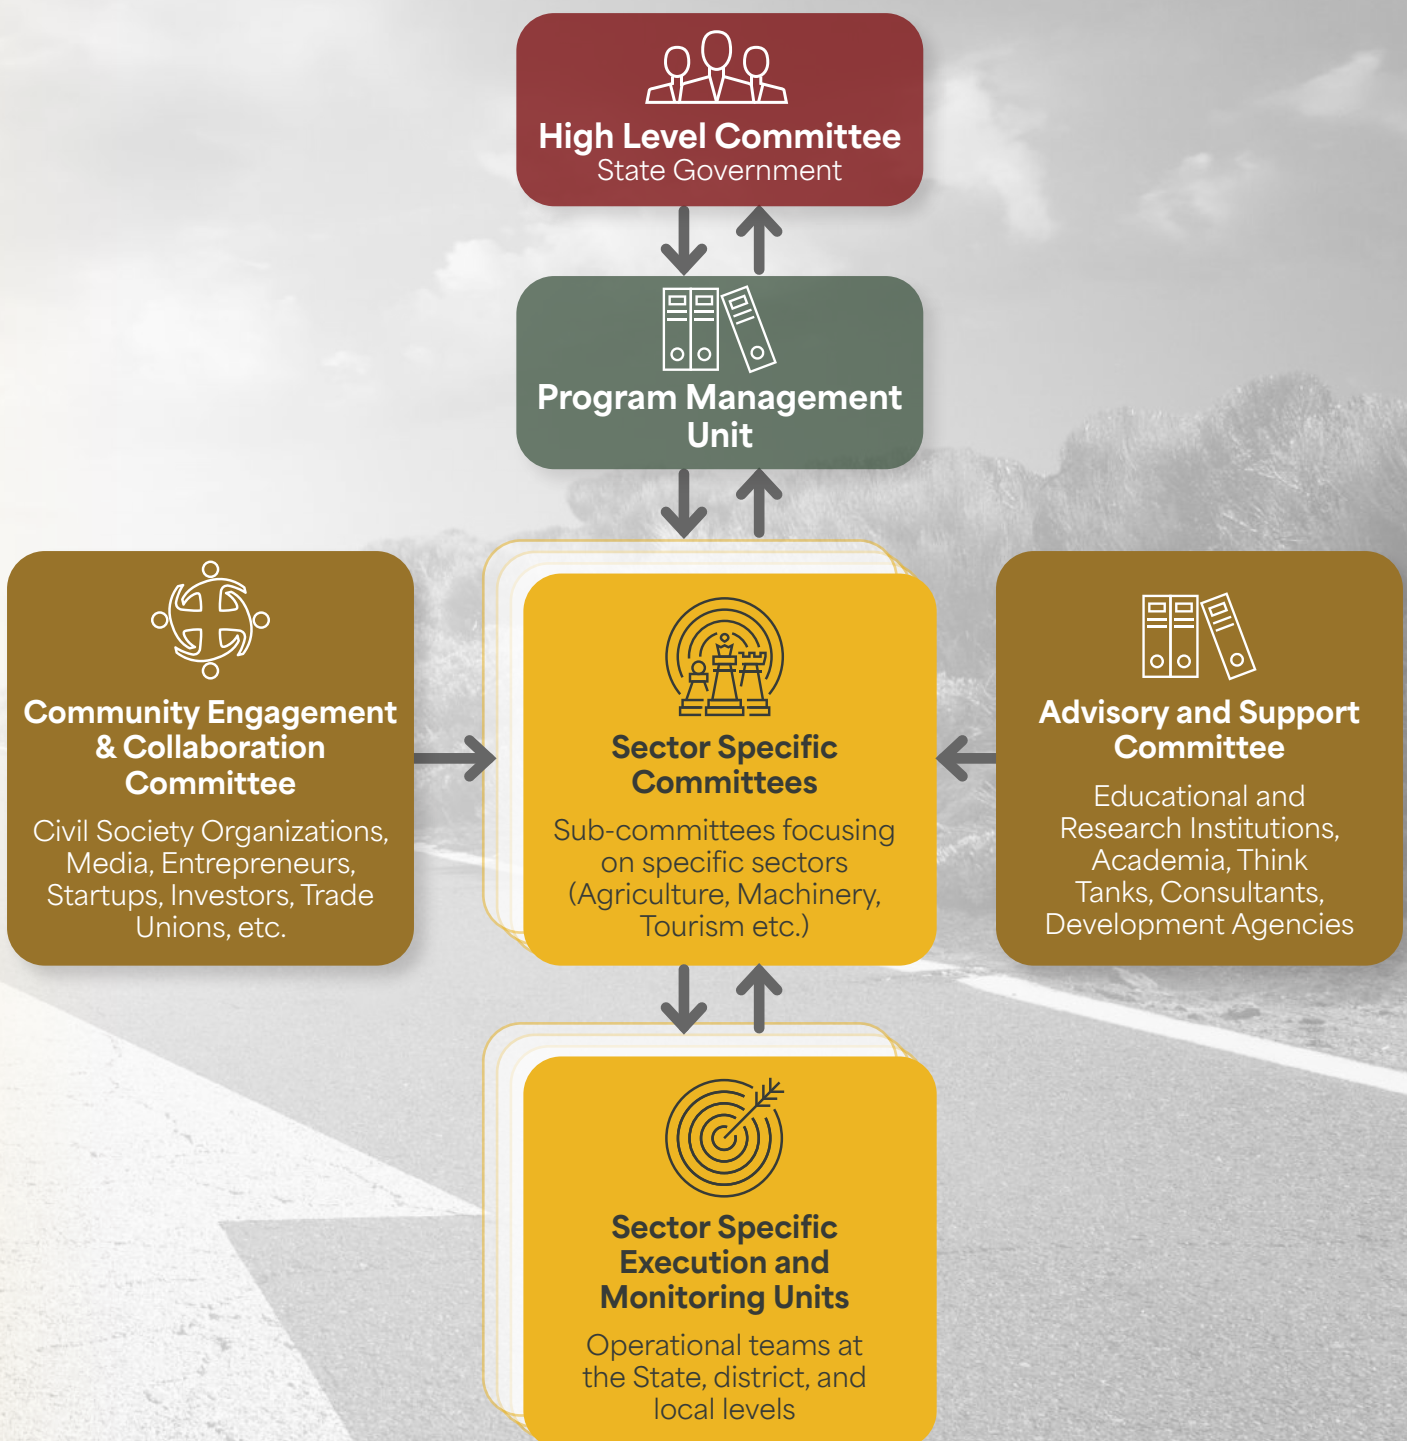 High Level Committee
State Government
Program Management
Unit
Community Engagement
& Collaboration
Committee
Civil Society Organizations,
Media, Entrepreneurs,
Startups, Investors, Trade
Unions, etc.
Sector Specific
Committees
Sub-committees focusing
on specific sectors
(Agriculture, Machinery,
Tourism etc.)
Advisory and Support
Committee
Educational and
Research Institutions,
Academia, Think
Tanks, Consultants,
Development Agencies
Sector Specific
Execution and
Monitoring Units
Operational teams at
the State, district, and
local levels